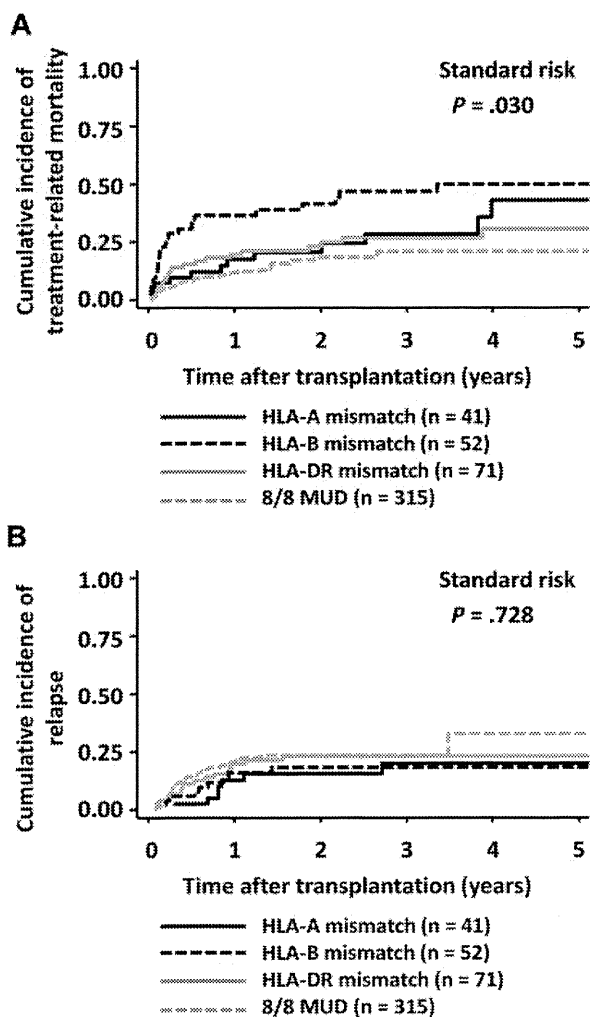 A
Cumulative incidence of
treatment-related mortality
1.00
0.75
0.50
0.25
0.00
Standard risk
P = .030
0 1 2 3 4 5
Time after transplantation (years)
HLA-A mismatch (n = 41)
HLA-B mismatch (n = 52)
HLA-DR mismatch (n = 71)
8/8 MUD (n = 315)
B
Cumulative incidence of
relapse
1.00
0.75
0.50
0.25
0.00
Standard risk
P = .728
0 1 2 3 4 5
Time after transplantation (years)
HLA-A mismatch (n = 41)
HLA-B mismatch (n = 52)
HLA-DR mismatch (n = 71)
8/8 MUD (n = 315)